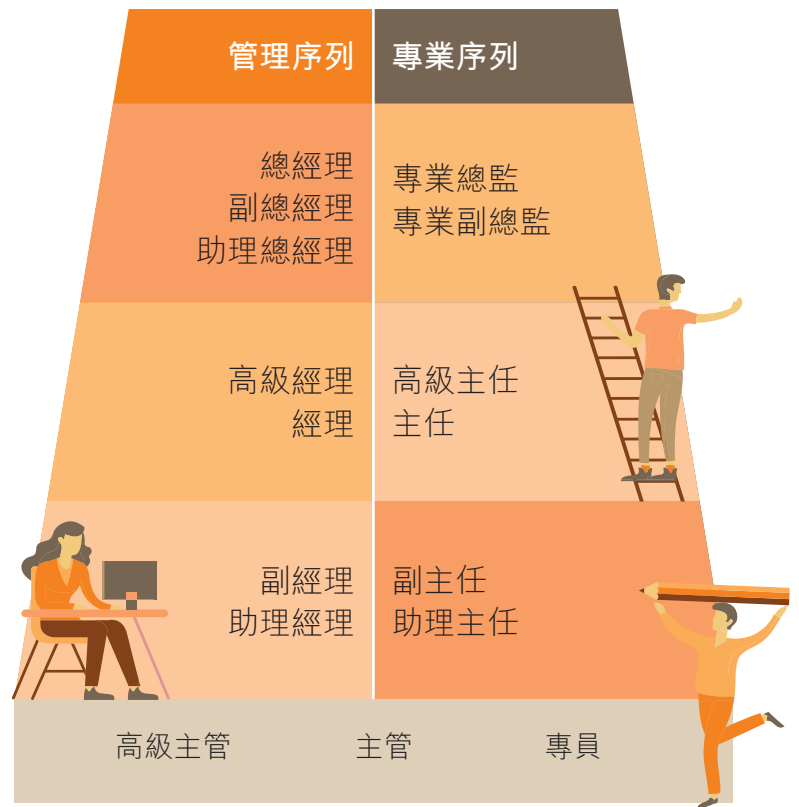 管理序列
專業序列
總經理
副總經理
助理總經理
專業總監
專業副總監
高級經理
經理
高級主任
主任
副經理
助理經理
副主任
助理主任
高級主管
主管
專員